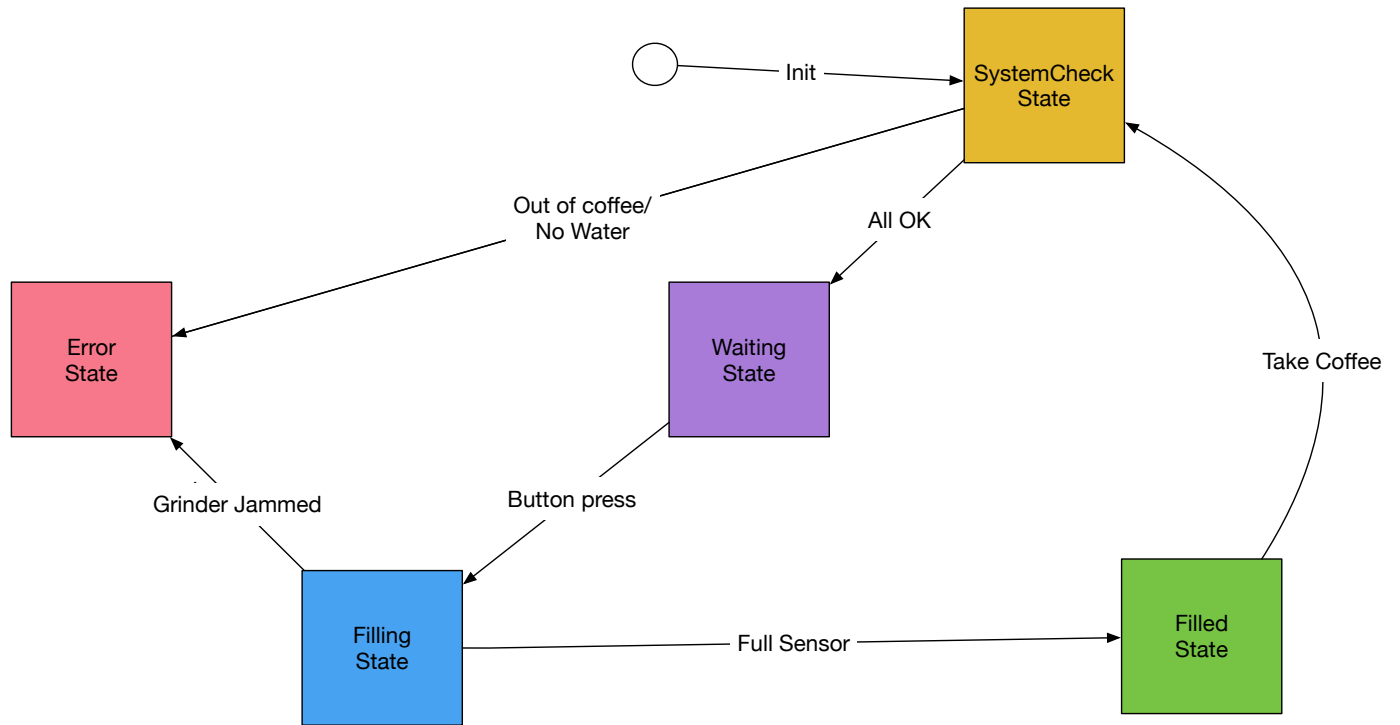 Init
SystemCheck
State
Out of coffee/
No Water
All OK
Error
State
Waiting
State
Take Coffee
Grinder Jammed
Button press
Filling
State
Full Sensor
Filled
State